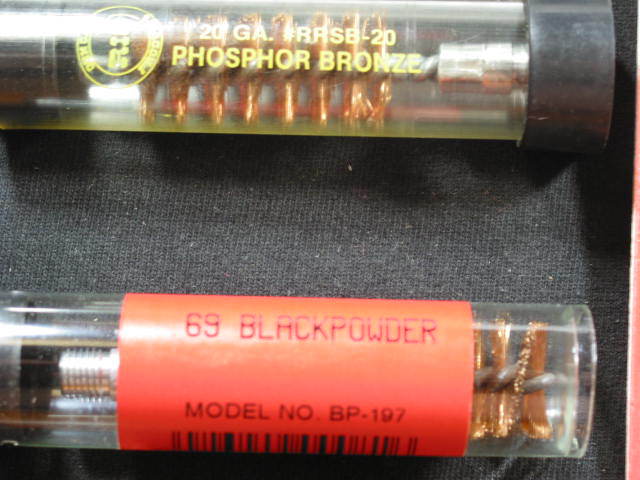 20 GA. #RRSB-20
PHOSPHOR BRONZE
69 BLACKPOWDER
MODEL NO. BP-197